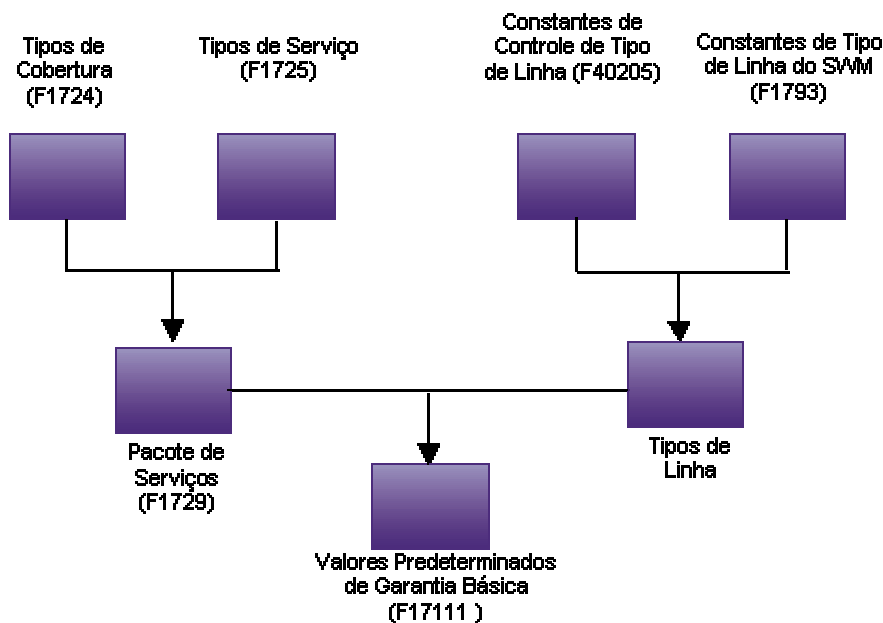 Tipos de
Cobertura
(F1724)
Tipos de Serviço
(F1725)
Constantes de
Controle de Tipo
de Linha (F40205)
Constantes de Tipo
de Linha do SWM
(F1793)
Pacote de
Serviços
(F1729)
Tipos de
Linha
Valores Predeterminados
de Garantia Básica
(F17111 )